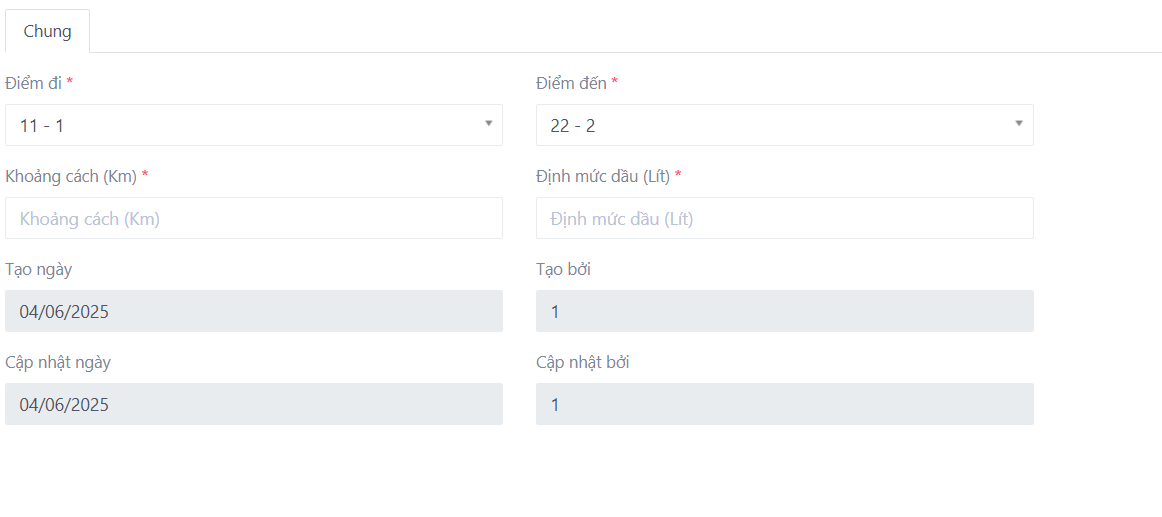 Chung
Điểm đi *
Điểm đến *
11 - 1
22 - 2
Khoảng cách (Km) *
Định mức dầu (Lít) *
Khoảng cách (Km)
Định mức dầu (Lít)
Tạo ngày
Tạo bởi
04/06/2025
1
Cập nhật ngày
Cập nhật bởi
04/06/2025
1